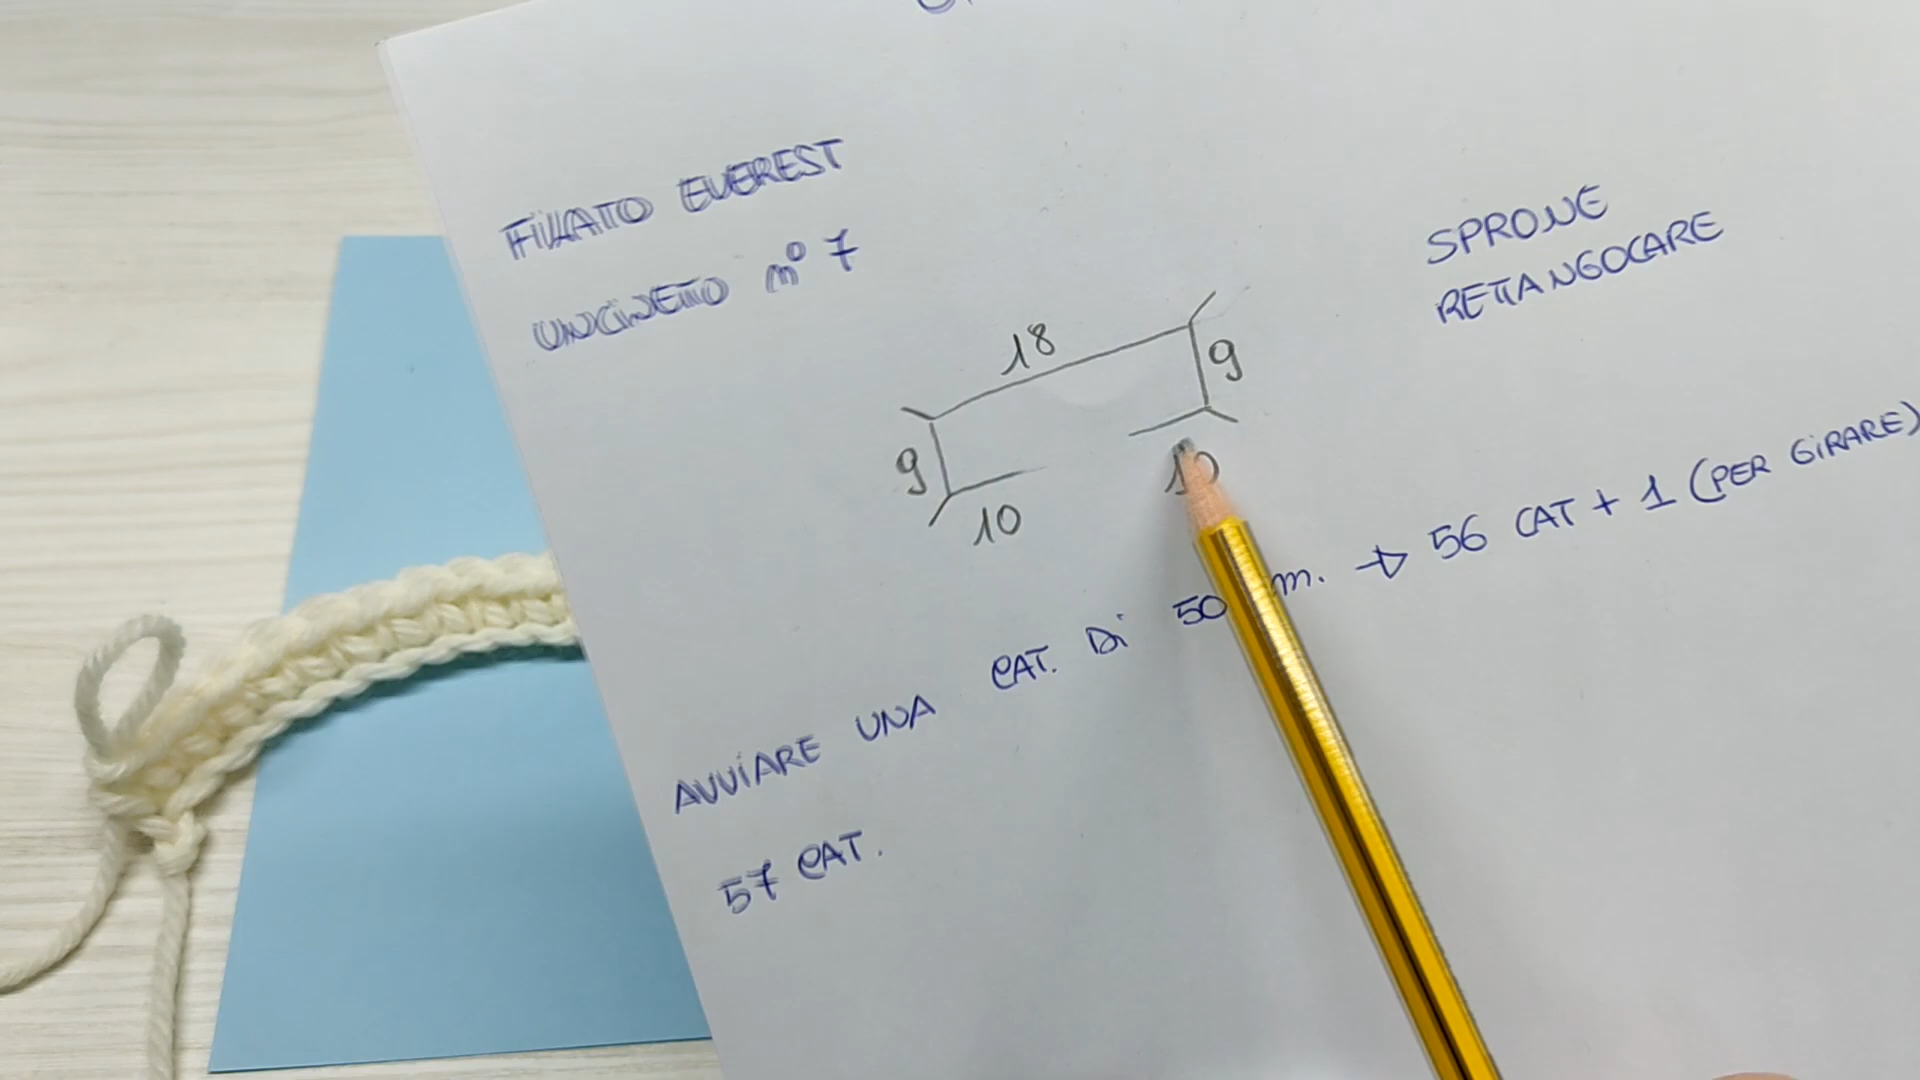 FILATO EVEREST
UNCINETTO nº 7
SPRONE
RETTANGOLARE
18
9
9
10
10
AVVIARE UNA CAT. DI 50 m. → 56 CAT + 1 (PER GIRARE)
57 CAT.